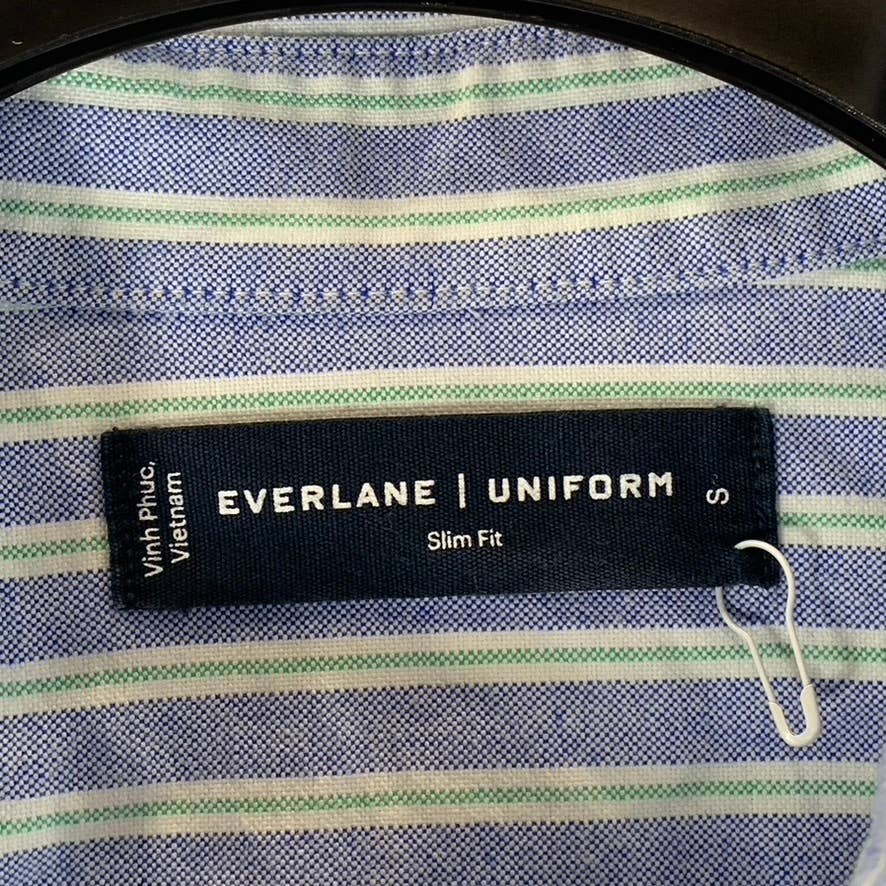 Vinh Phuc,
Vietnam
EVERLANE | UNIFORM
Slim Fit
S